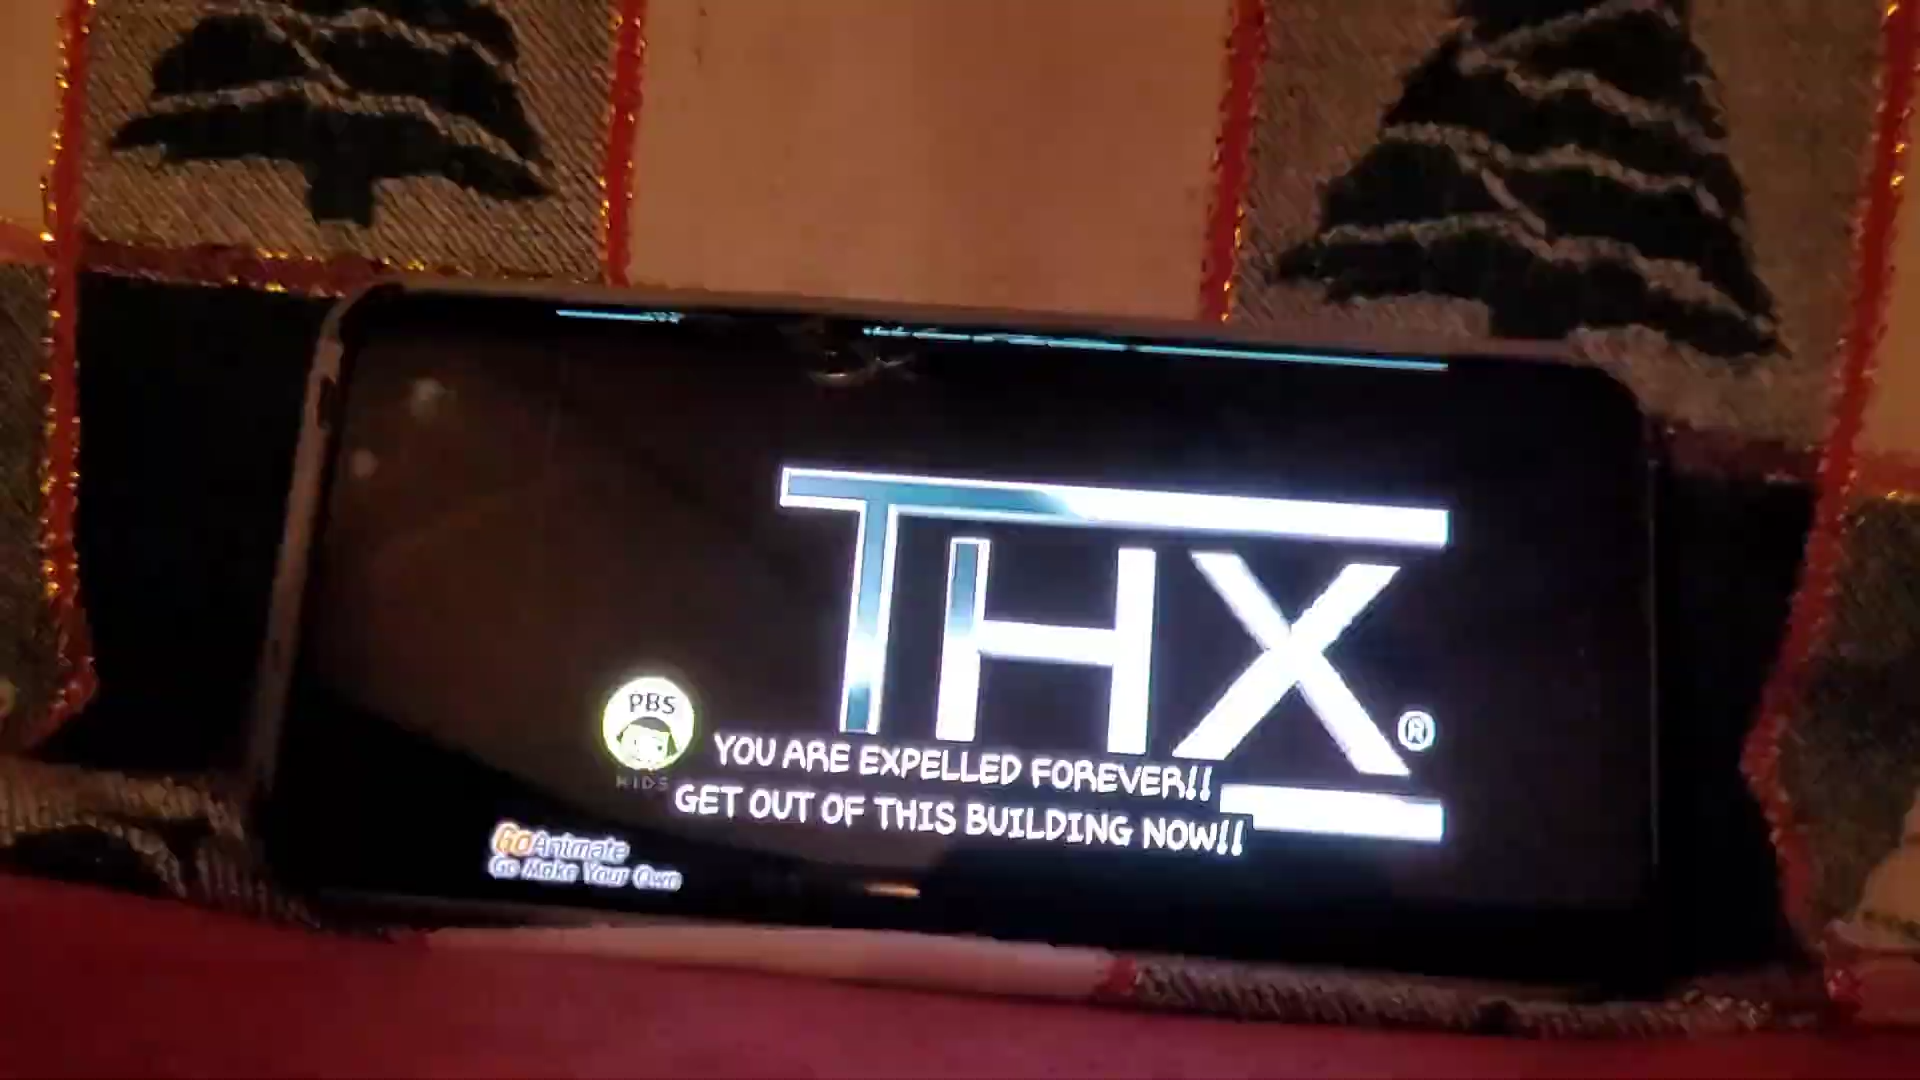 THX®
PBS
KIDS
YOU ARE EXPELLED FOREVER!!
GET OUT OF THIS BUILDING NOW!!
GoAnimate
Go Make Your Own